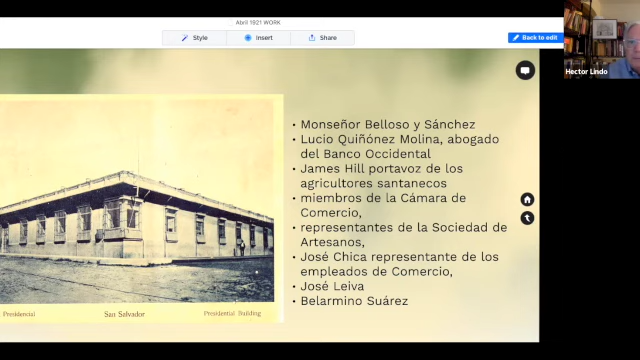 Abril 1921 WORK
Style
Insert
Share
Back to edit
Hector Lindo
• Monseñor Belloso y Sánchez
• Lucio Quiñónez Molina, abogado
del Banco Occidental
• James Hill portavoz de los
agricultores santanecos
• miembros de la Cámara de
Comercio,
• representantes de la Sociedad de
Artesanos,
• José Chica representante de los
empleados de Comercio,
• José Leiva
• Belarmino Suárez
Presidencial
San Salvador
Presidential Building